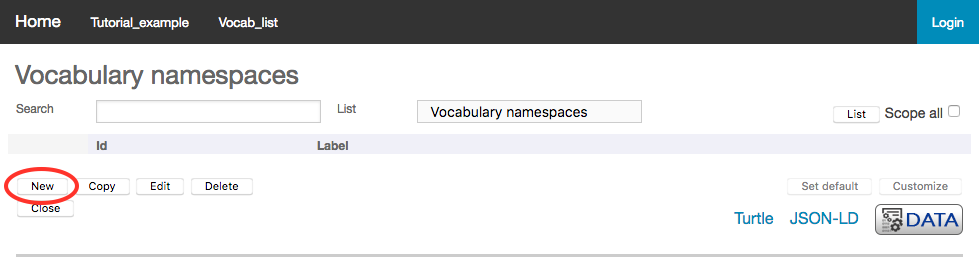 Home Tutorial_example Vocab_list Login
Vocabulary namespaces
Search List Vocabulary namespaces List Scope all
Id Label
New Copy Edit Delete Set default Customize
Close
Turtle JSON-LD DATA